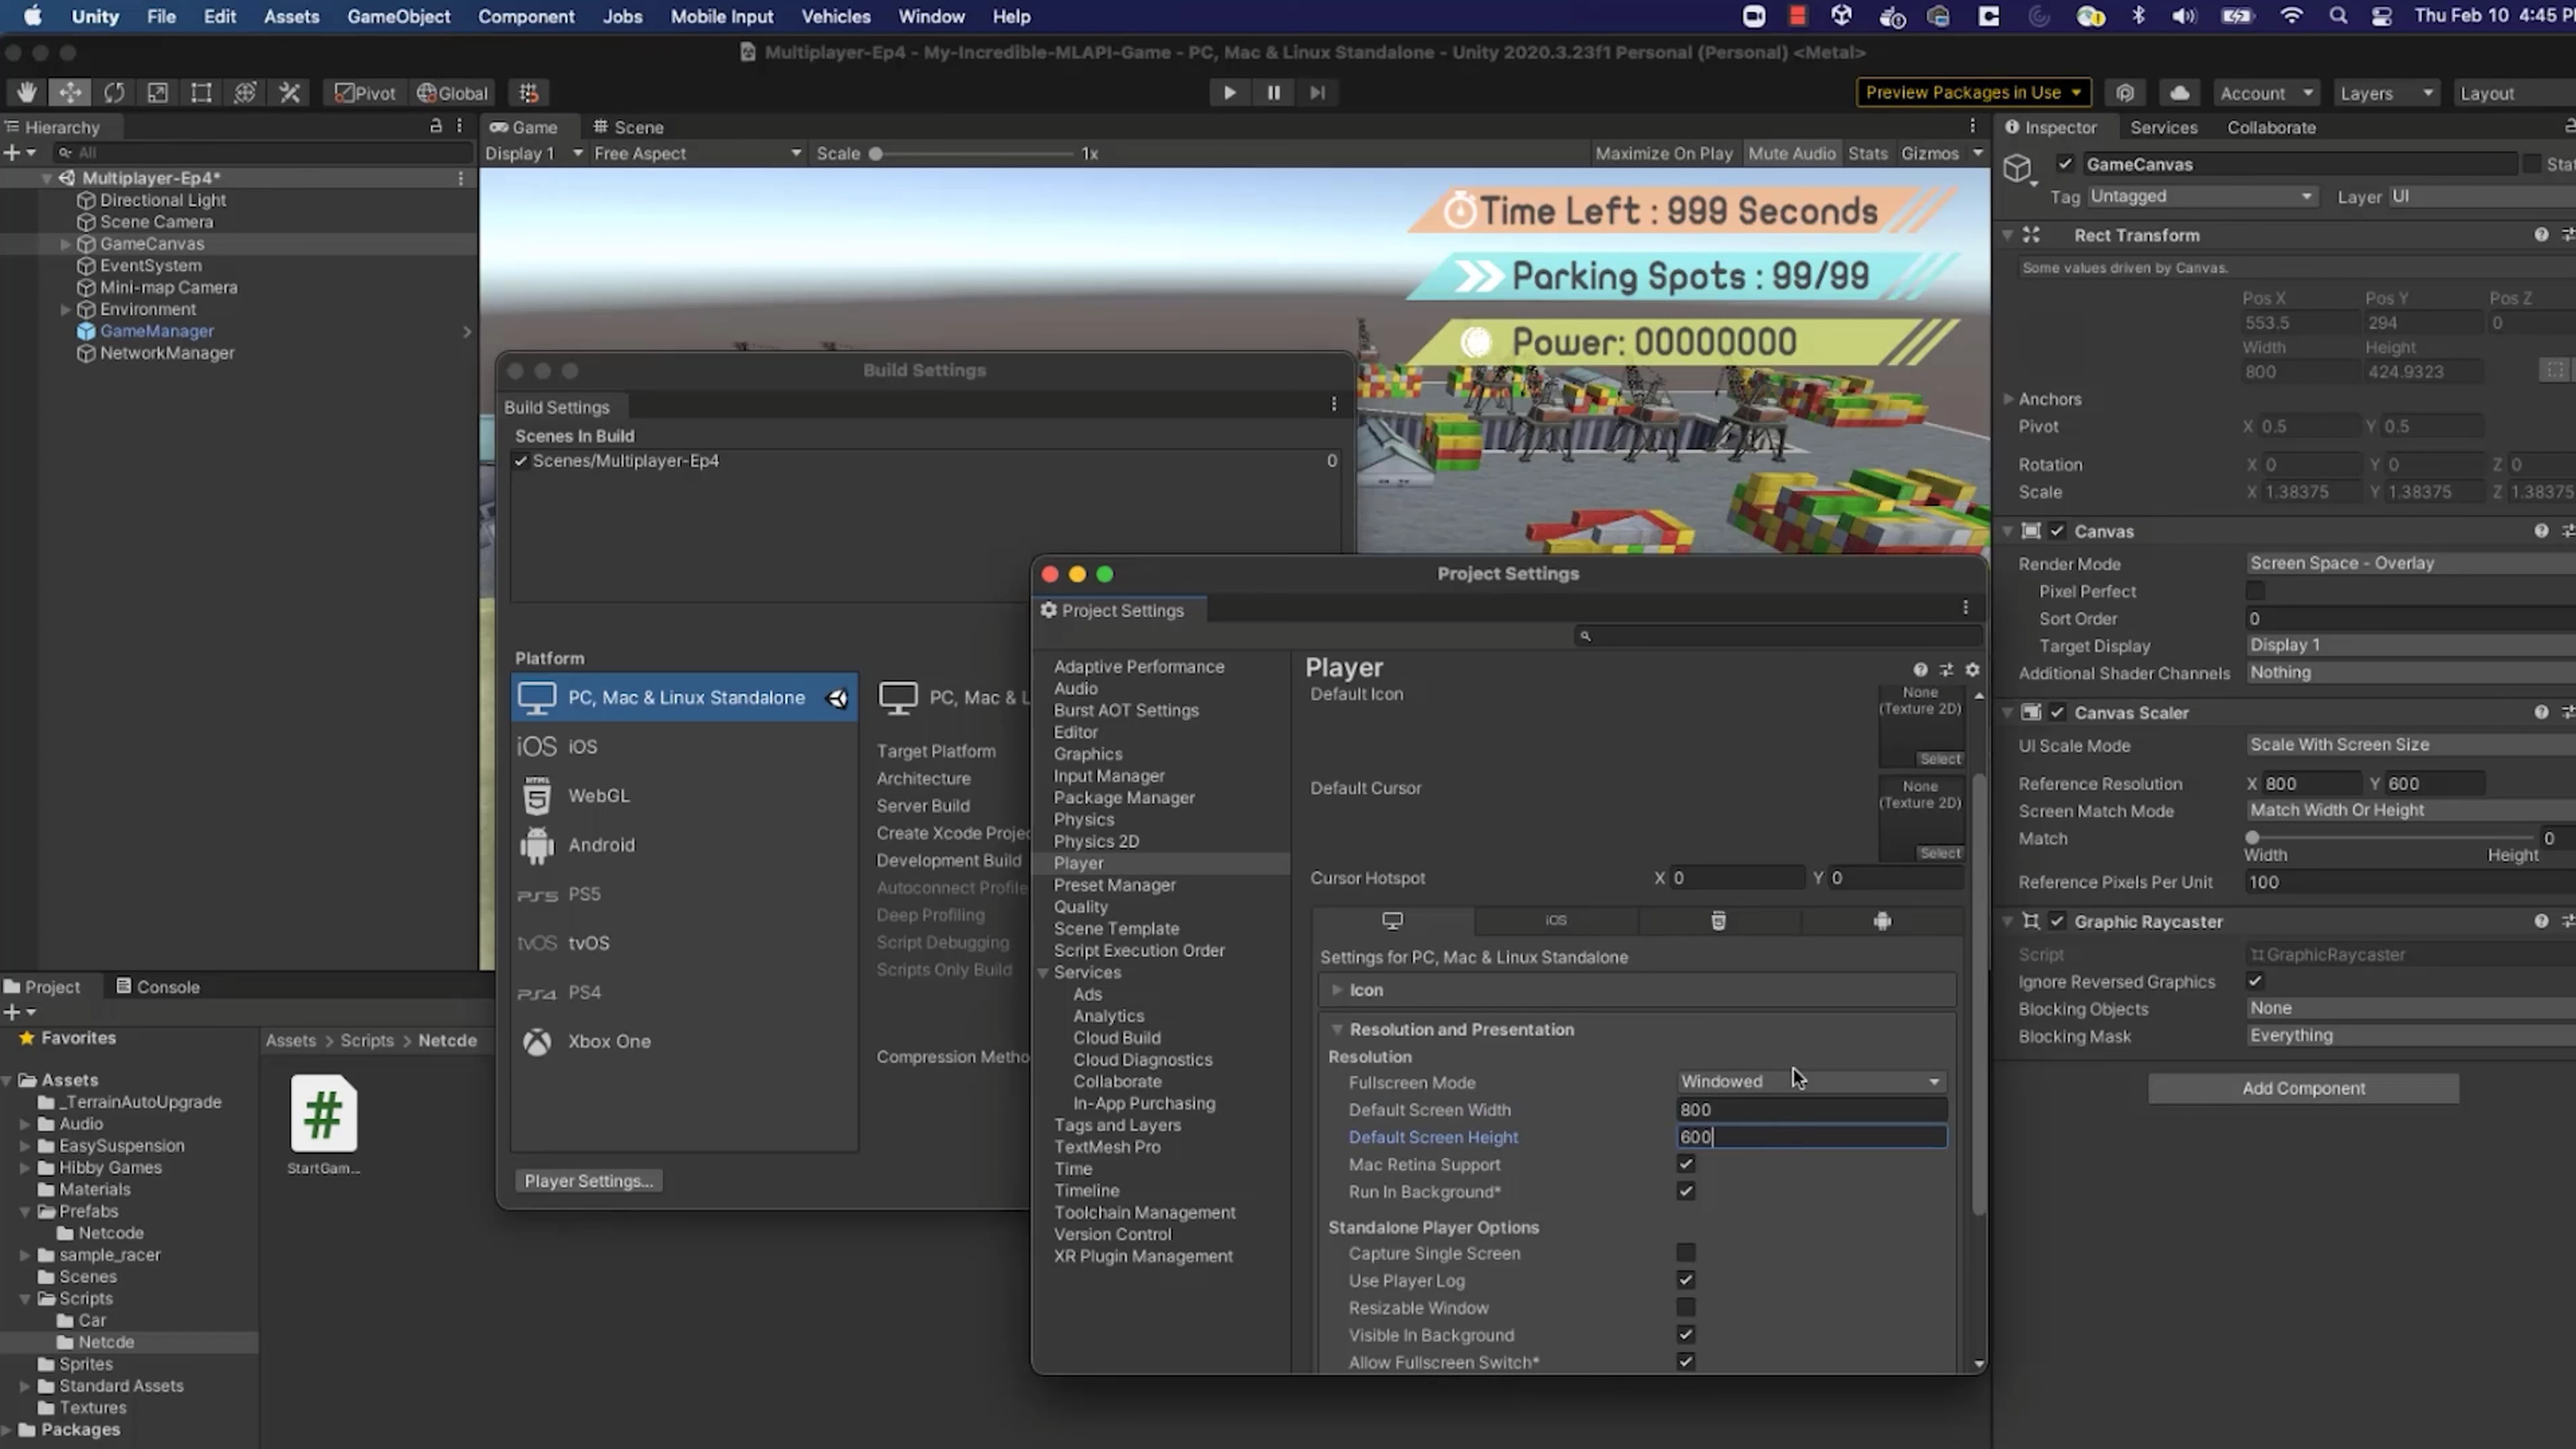 Unity File Edit Assets GameObject Component Jobs Mobile Input Vehicles Window Help Thu Feb 10 4:45
Multiplayer-Ep4 - My-Incredible-MLAPI-Game - PC, Mac & Linux Standalone - Unity 2020.3.23f1 Personal (Personal) <Metal>
Pivot Global Preview Packages in Use Account Layers Layout
Hierarchy
All
Multiplayer-Ep4*
Directional Light
Scene Camera
GameCanvas
EventSystem
Mini-map Camera
Environment
GameManager
NetworkManager
Game Scene
Display 1 Free Aspect Scale 1x Maximize On Play Mute Audio Stats Gizmos
Time Left : 999 Seconds
Parking Spots : 99/99
Power: 00000000
Build Settings
Build Settings
Scenes In Build
Scenes/Multiplayer-Ep4 0
Platform
PC, Mac & Linux Standalone
iOS iOS
HTML 5 WebGL
Android
PS5 PS5
tvOS tvOS
PS4 PS4
Xbox One
Player Settings...
PC, Mac & L
Target Platform
Architecture
Server Build
Create Xcode Projec
Development Build
Autoconnect Profile
Deep Profiling
Script Debugging
Scripts Only Build
Compression Metho
Project Settings
Project Settings
Adaptive Performance
Audio
Burst AOT Settings
Editor
Graphics
Input Manager
Package Manager
Physics
Physics 2D
Player
Preset Manager
Quality
Scene Template
Script Execution Order
Services
Ads
Analytics
Cloud Build
Cloud Diagnostics
Collaborate
In-App Purchasing
Tags and Layers
TextMesh Pro
Time
Timeline
Toolchain Management
Version Control
XR Plugin Management
Player
Default Icon
None
(Texture 2D)
Select
Default Cursor
None
(Texture 2D)
Select
Cursor Hotspot X 0 Y 0
iOS
Settings for PC, Mac & Linux Standalone
Icon
Resolution and Presentation
Resolution
Fullscreen Mode Windowed
Default Screen Width 800
Default Screen Height 600
Mac Retina Support
Run In Background*
Standalone Player Options
Capture Single Screen
Use Player Log
Resizable Window
Visible In Background
Allow Fullscreen Switch*
Inspector Services Collaborate
GameCanvas Stat
Tag Untagged Layer UI
Rect Transform
Some values driven by Canvas.
Pos X Pos Y Pos Z
553.5 294 0
Width Height
800 424.9323
Anchors
Pivot X 0.5 Y 0.5
Rotation X 0 Y 0 Z 0
Scale X 1.38375 Y 1.38375 Z 1.38375
Canvas
Render Mode Screen Space - Overlay
Pixel Perfect
Sort Order 0
Target Display Display 1
Additional Shader Channels Nothing
Canvas Scaler
UI Scale Mode Scale With Screen Size
Reference Resolution X 800 Y 600
Screen Match Mode Match Width Or Height
Match 0
Width Height
Reference Pixels Per Unit 100
Graphic Raycaster
Script GraphicRaycaster
Ignore Reversed Graphics
Blocking Objects None
Blocking Mask Everything
Add Component
Project Console
Favorites
Assets
_TerrainAutoUpgrade
Audio
EasySuspension
Hibby Games
Materials
Prefabs
Netcode
sample_racer
Scenes
Scripts
Car
Netcde
Sprites
Standard Assets
Textures
Packages
Assets > Scripts > Netcde
#
StartGam...